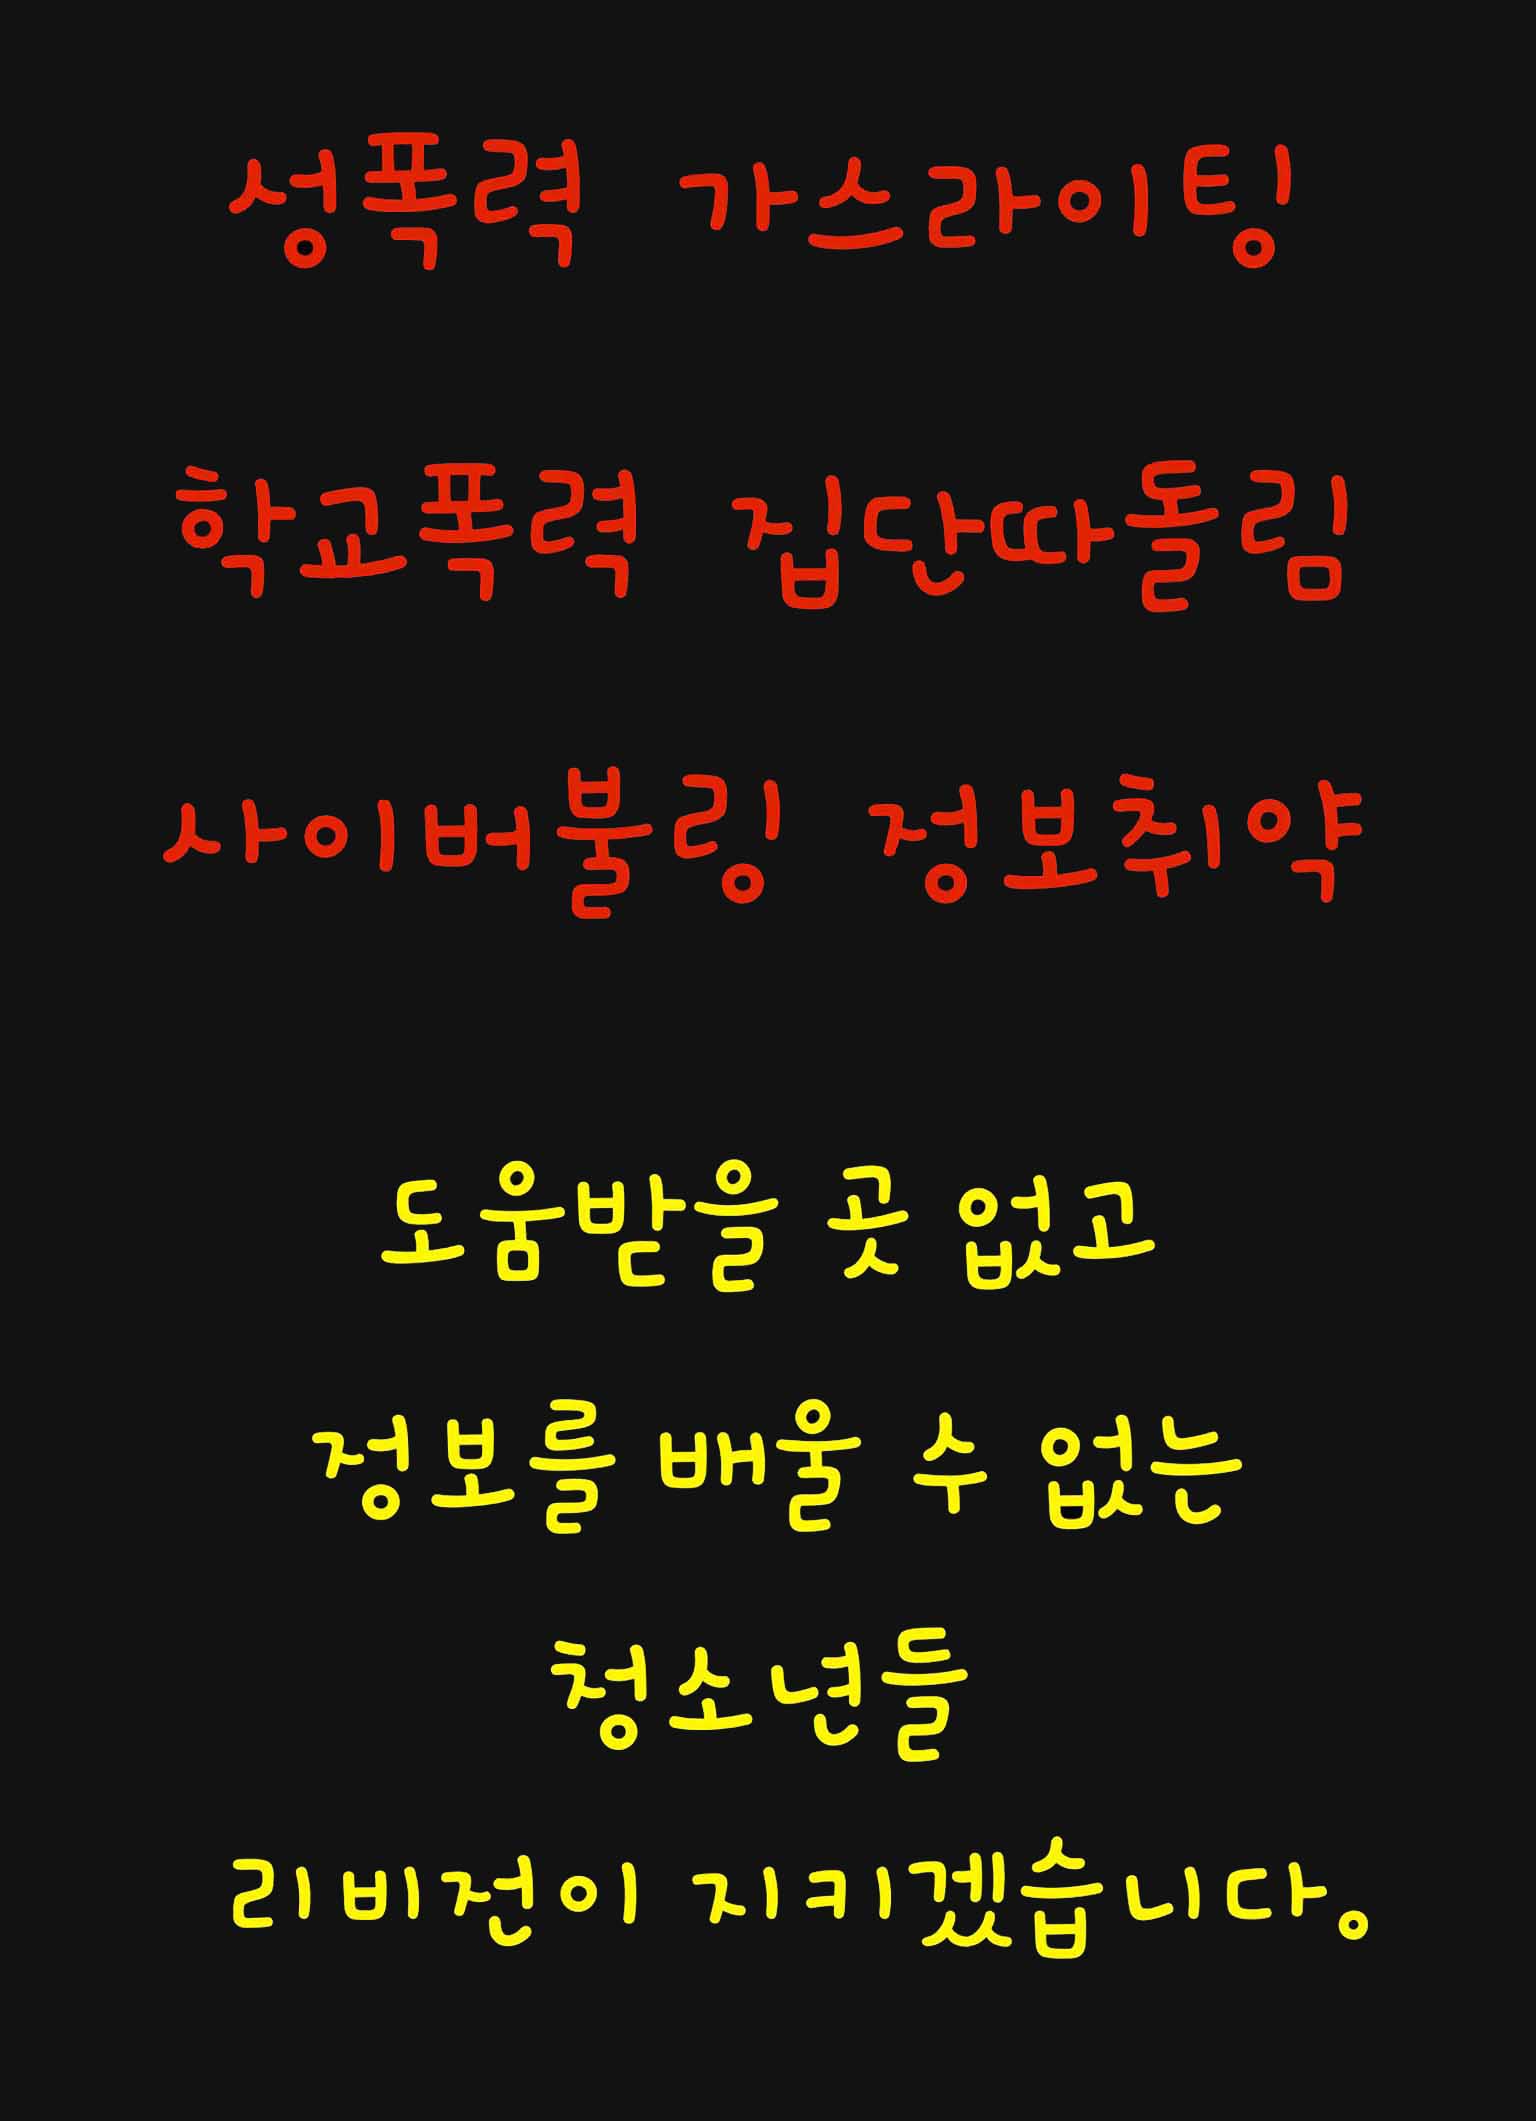 성폭력 가스라이팅
학교폭력 집단따돌림
사이버불링 정보취약
도움받을 곳 없고
정보를 배울 수 없는
청소년들
리비전이 지키겠습니다.